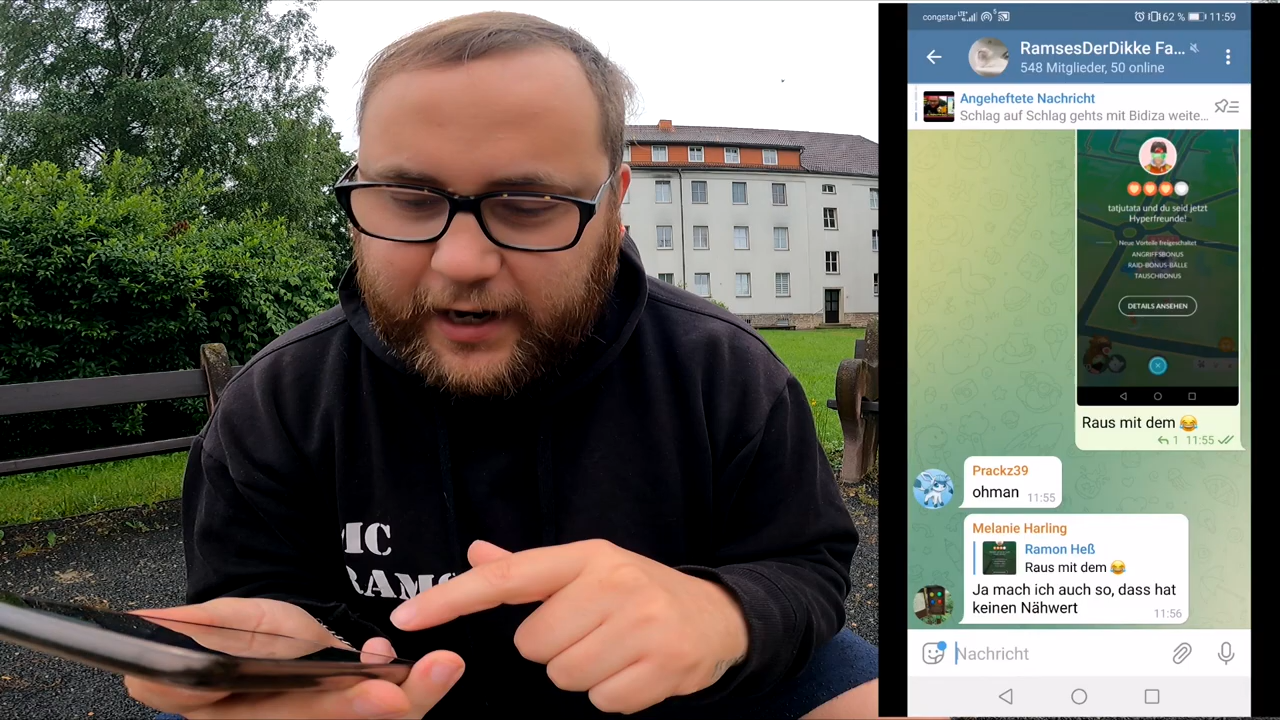 congstar
62 % 11:59
RamsesDerDikke Fa...
548 Mitglieder, 50 online
Angeheftete Nachricht
Schlag auf Schlag gehts mit Bidiza weite...
tatjutata und du seid jetzt
Hyperfreunde!
Neue Vorteile freigeschaltet
ANGRIFFSBONUS
RAID-BONUS-BÄLLE
TAUSCHBONUS
DETAILS ANSEHEN
Raus mit dem 😂
1 11:55
Prackz39
ohman 11:55
Melanie Harling
Ramon Heß
Raus mit dem 😂
Ja mach ich auch so, dass hat
keinen Nährwert 11:56
Nachricht